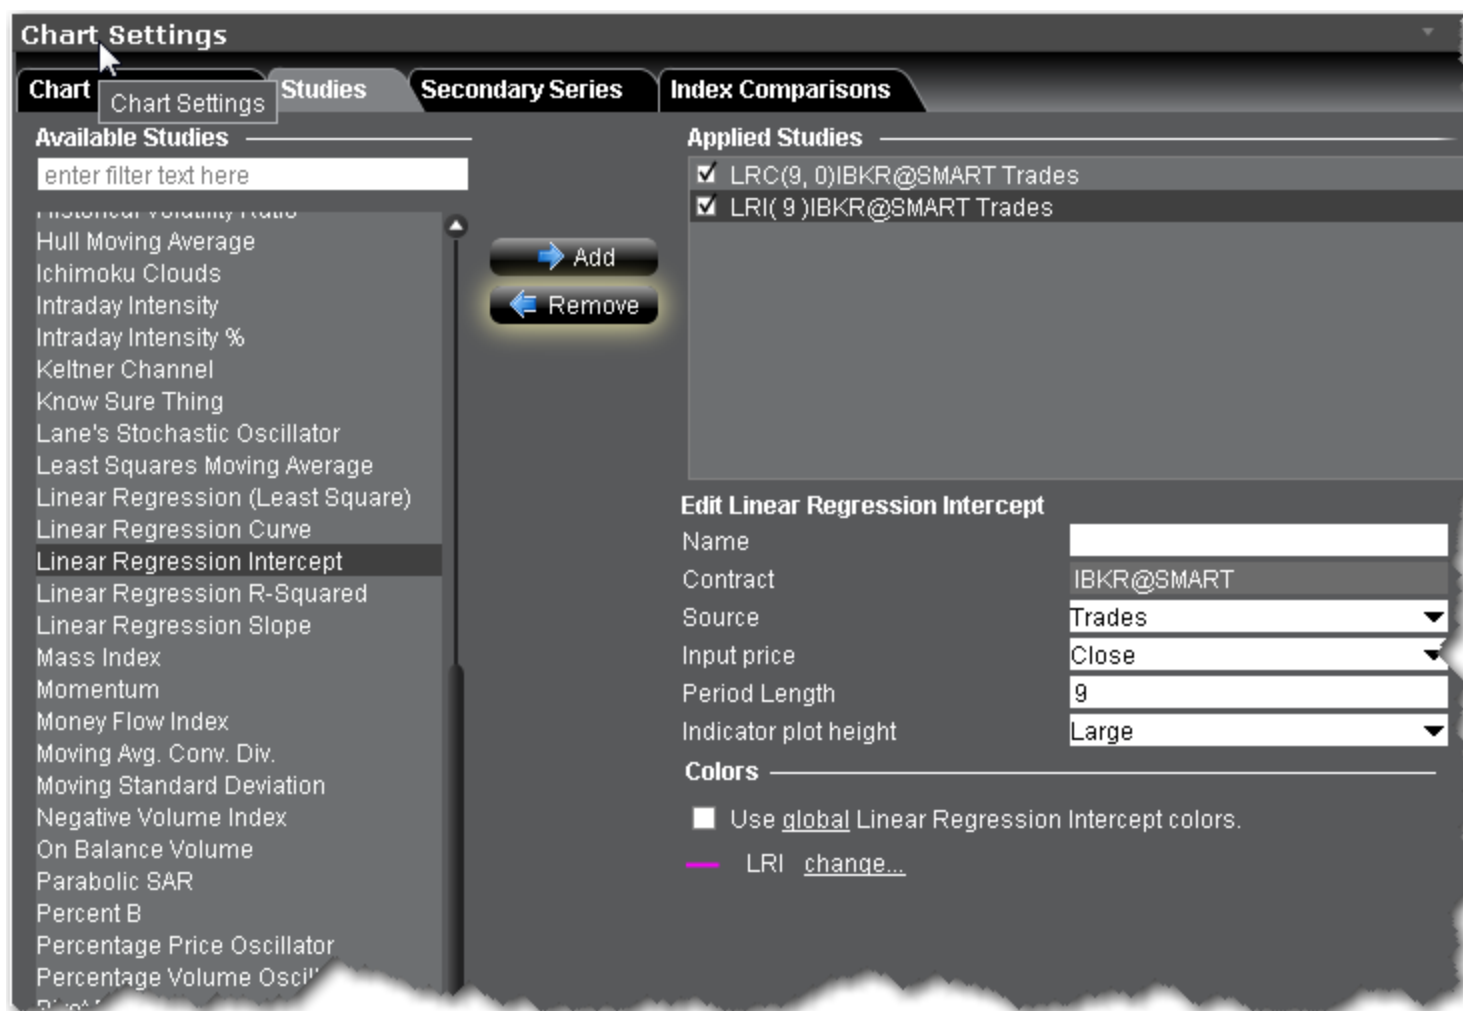 Chart Settings
Chart
Chart Settings
Studies
Secondary Series
Index Comparisons
Available Studies
enter filter text here
Historical Volatility Ratio
Hull Moving Average
Ichimoku Clouds
Intraday Intensity
Intraday Intensity %
Keltner Channel
Know Sure Thing
Lane's Stochastic Oscillator
Least Squares Moving Average
Linear Regression (Least Square)
Linear Regression Curve
Linear Regression Intercept
Linear Regression R-Squared
Linear Regression Slope
Mass Index
Momentum
Money Flow Index
Moving Avg. Conv. Div.
Moving Standard Deviation
Negative Volume Index
On Balance Volume
Parabolic SAR
Percent B
Percentage Price Oscillator
Percentage Volume
Add
Remove
Applied Studies
LRC(9, 0)IBKR@SMART Trades
LRI( 9 )IBKR@SMART Trades
Edit Linear Regression Intercept
Name
Contract IBKR@SMART
Source Trades
Input price Close
Period Length 9
Indicator plot height Large
Colors
Use global Linear Regression Intercept colors.
LRI change...